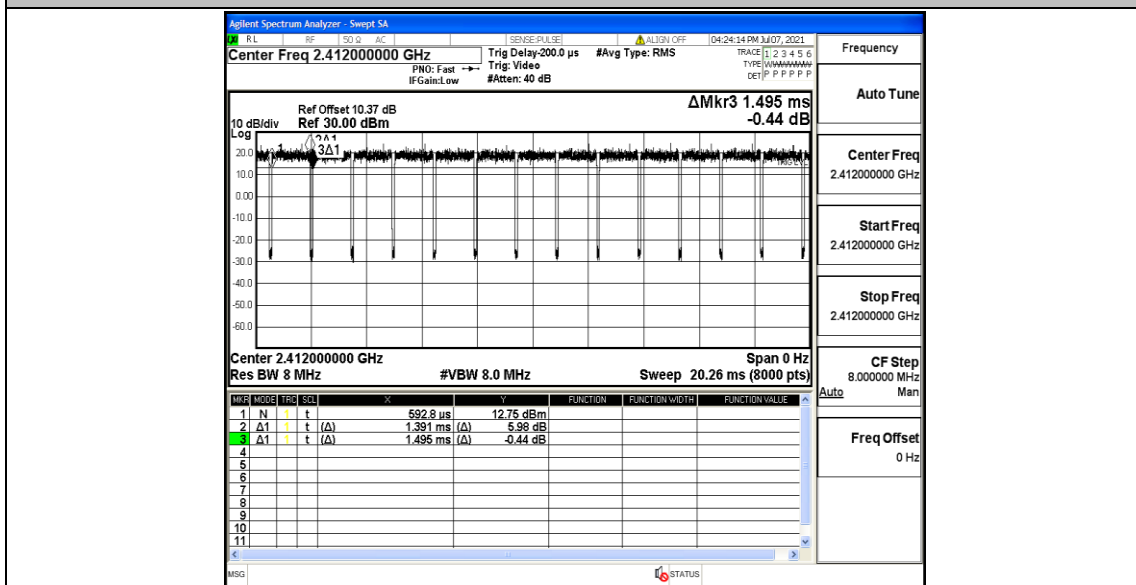 Agilent Spectrum Analyzer - Swept SA
RL RF 50 Ω AC SENSE:PULSE ALIGN OFF 04:24:14 PM Jul 07, 2021
Center Freq 2.412000000 GHz
PNO: Fast
IFGain:Low
Trig Delay-200.0 µs
Trig: Video
#Atten: 40 dB
#Avg Type: RMS
TRACE 1 2 3 4 5 6
TYPE
DET P P P P P P
ΔMkr3 1.495 ms
-0.44 dB
Ref Offset 10.37 dB
10 dB/div Ref 30.00 dBm
Log
1
3Δ1
20.0
10.0
0.00
-10.0
-20.0
-30.0
-40.0
-50.0
-60.0
Center 2.412000000 GHz Span 0 Hz
Res BW 8 MHz #VBW 8.0 MHz Sweep 20.26 ms (8000 pts)
MKR MODE TRC SCL X Y FUNCTION FUNCTION WIDTH FUNCTION VALUE
1 N 1 t 592.8 µs 12.75 dBm
2 Δ1 1 t (Δ) 1.391 ms (Δ) 5.98 dB
3 Δ1 1 t (Δ) 1.495 ms (Δ) -0.44 dB
4
5
6
7
8
9
10
11
MSG STATUS
Frequency
Auto Tune
Center Freq
2.412000000 GHz
Start Freq
2.412000000 GHz
Stop Freq
2.412000000 GHz
CF Step
8.000000 MHz
Auto Man
Freq Offset
0 Hz